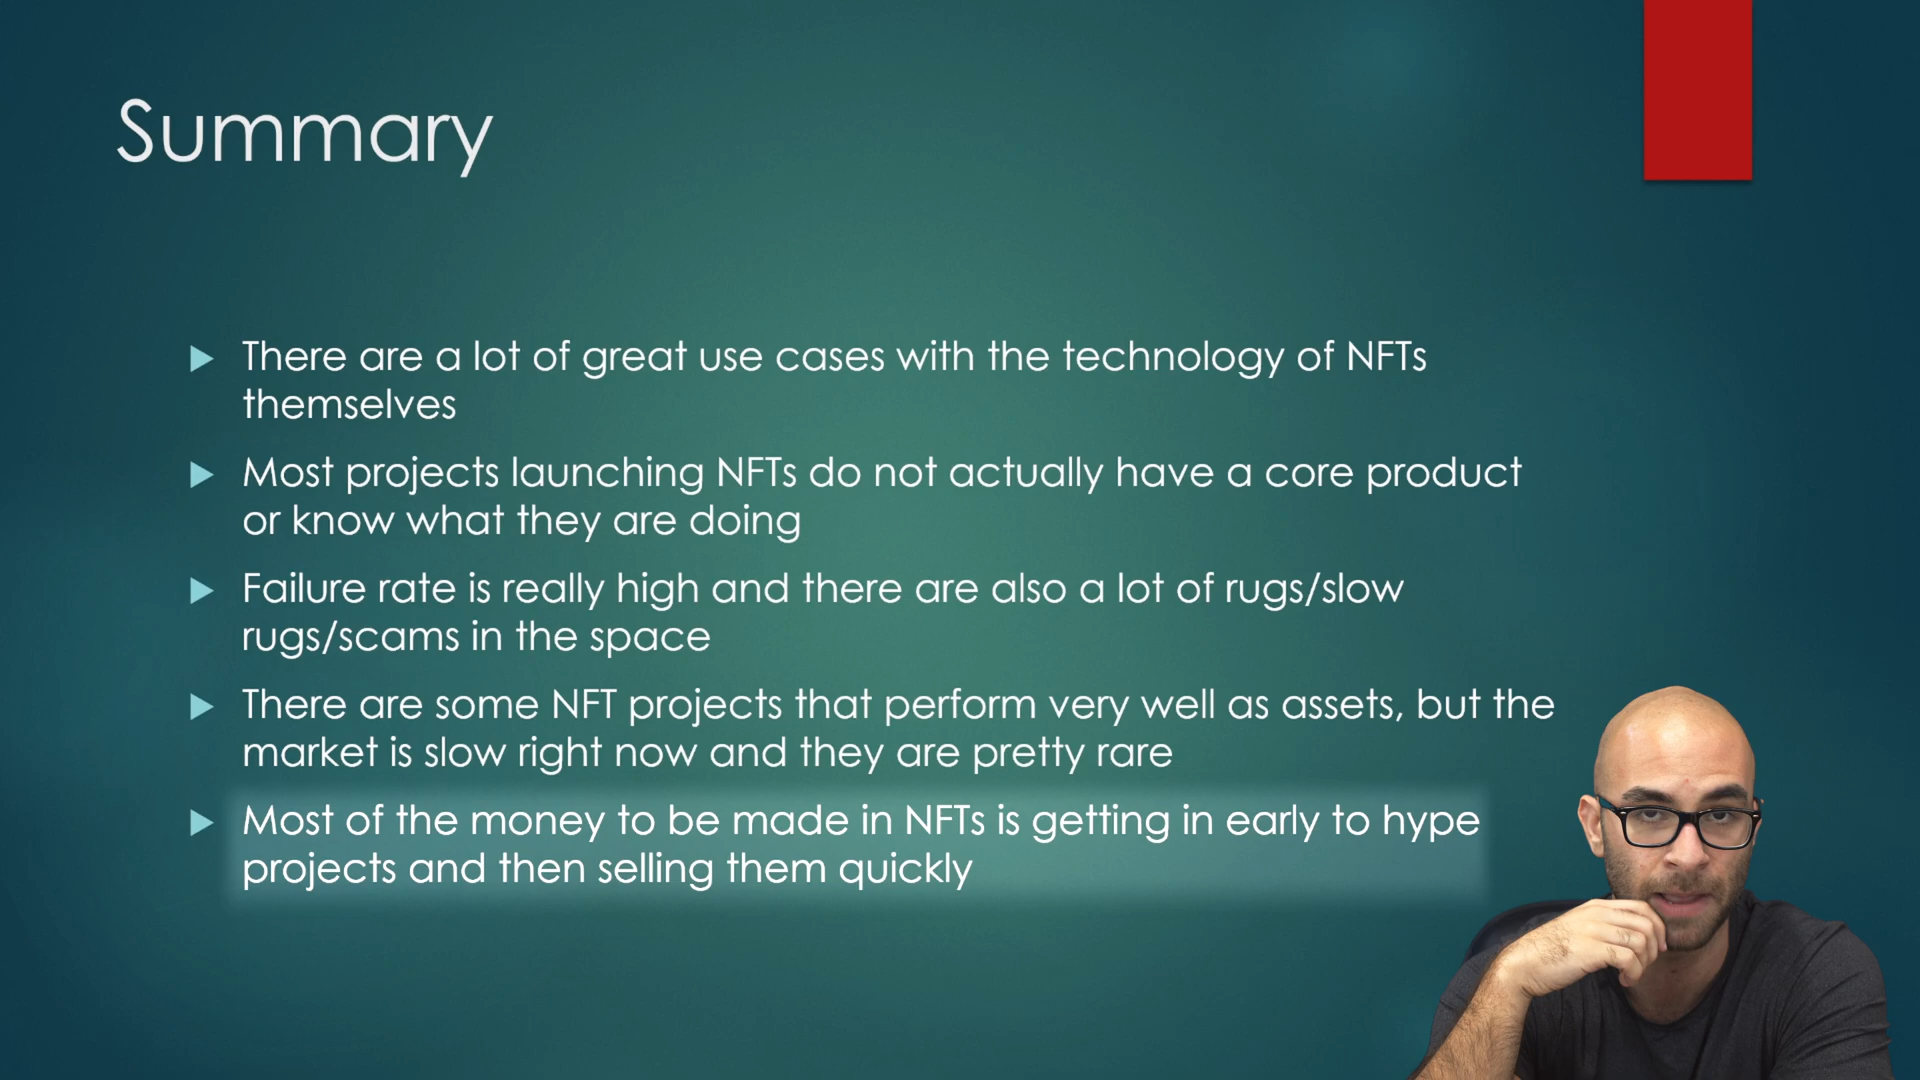 Summary
There are a lot of great use cases with the technology of NFTs
themselves
Most projects launching NFTs do not actually have a core product
or know what they are doing
Failure rate is really high and there are also a lot of rugs/slow
rugs/scams in the space
There are some NFT projects that perform very well as assets, but the
market is slow right now and they are pretty rare
Most of the money to be made in NFTs is getting in early to hype
projects and then selling them quickly